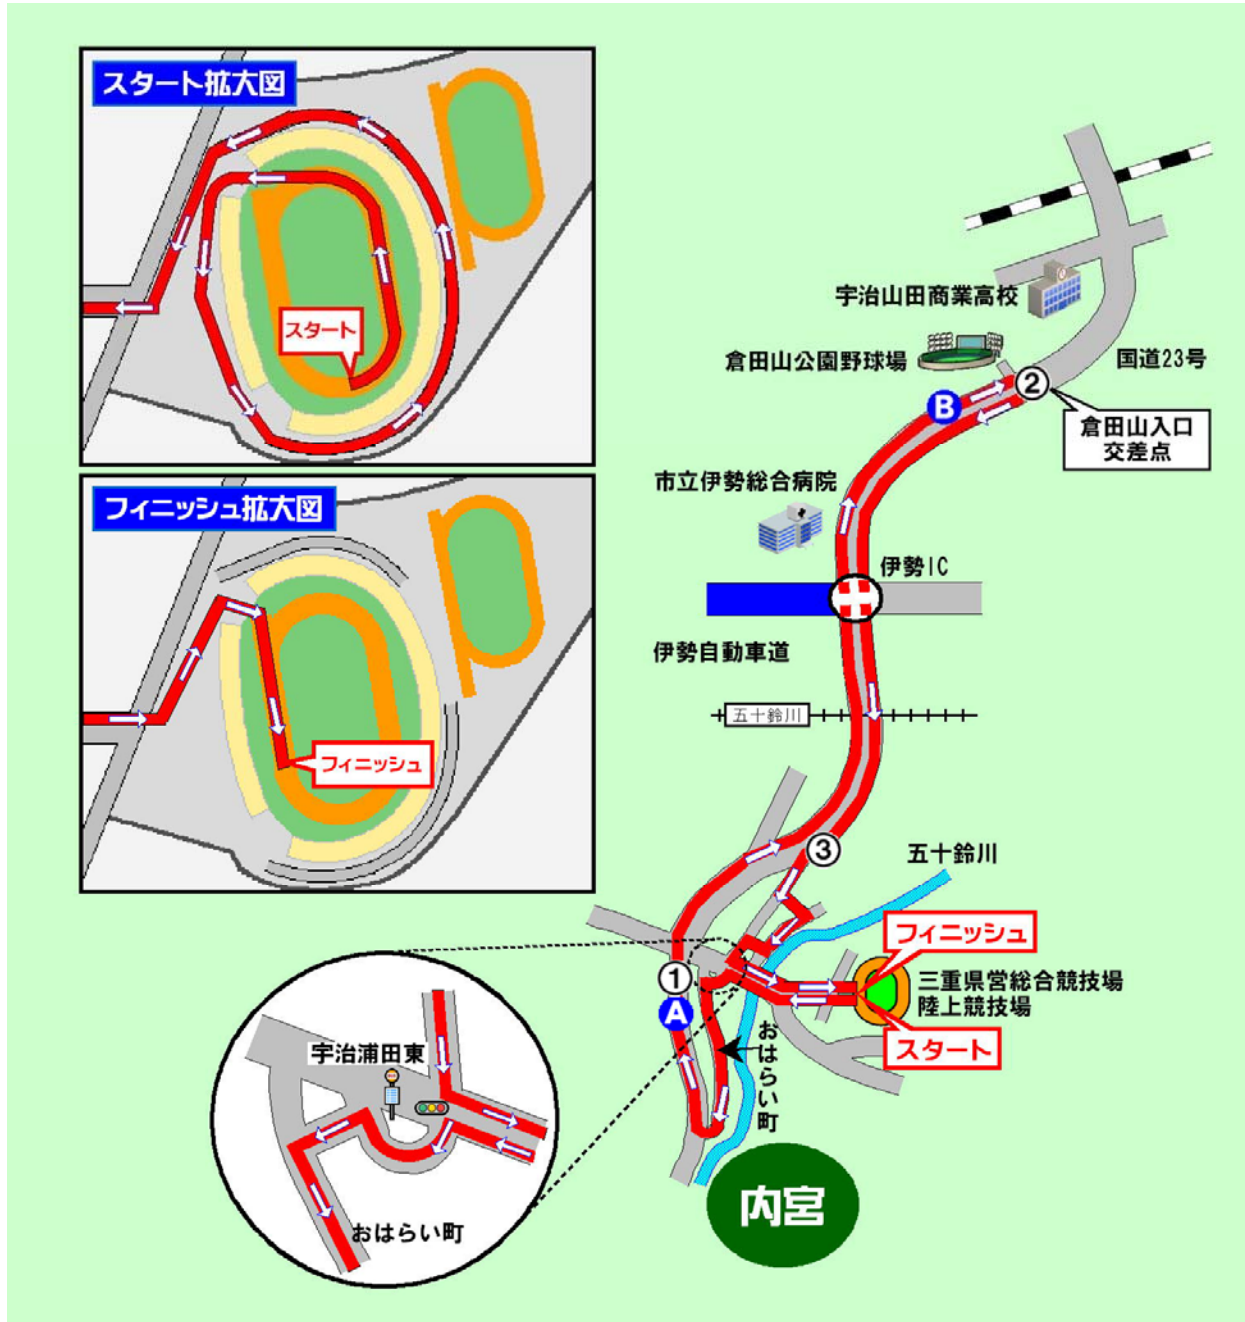 スタート拡大図
スタート
フィニッシュ拡大図
フィニッシュ
宇治山田商業高校
倉田山公園野球場
国道23号
②
B
倉田山入口
交差点
市立伊勢総合病院
伊勢IC
伊勢自動車道
五十鈴川
③
五十鈴川
フィニッシュ
三重県営総合競技場
陸上競技場
スタート
①
A
おはらい町
宇治浦田東
おはらい町
内宮